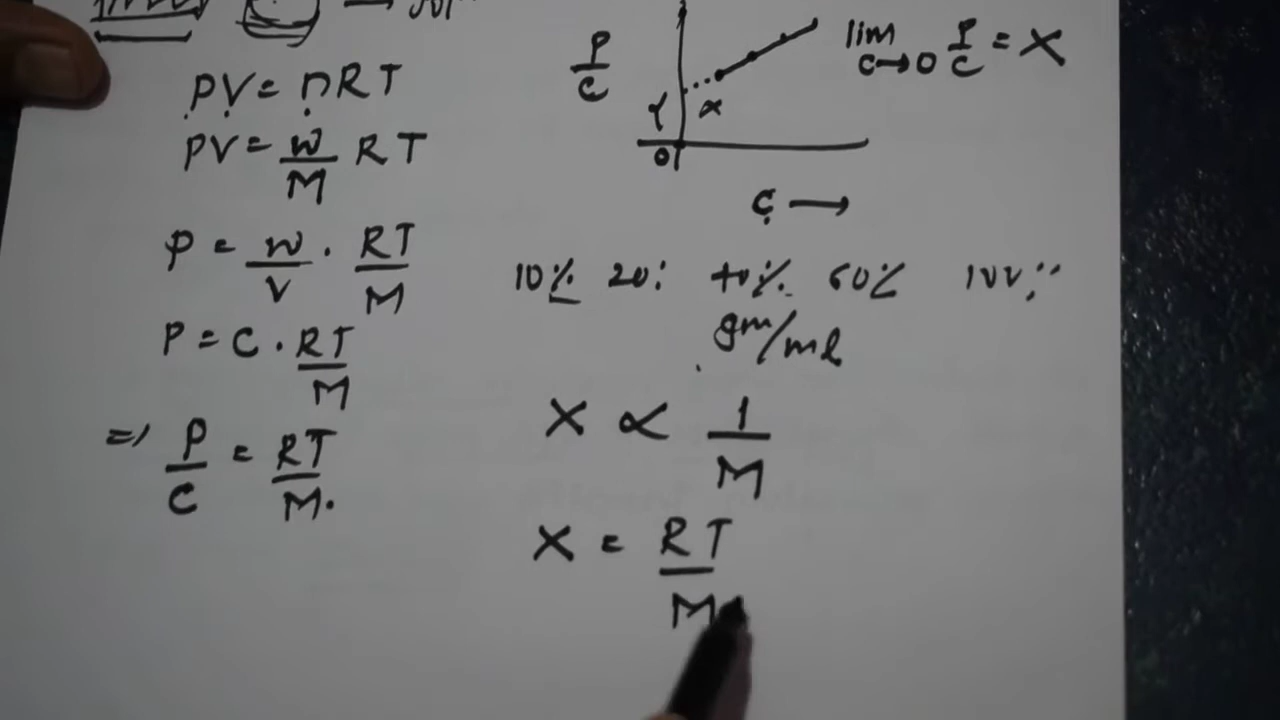 PV = nRT
PV = w/M RT
P = w/V . RT/M
P = C . RT/M
=> P/C = RT/M.
P/C
lim C→0 P/C = X
α
0
C →
10% 20% 40% 60% 100%
gm/ml
X ∝ 1/M
X = RT/M